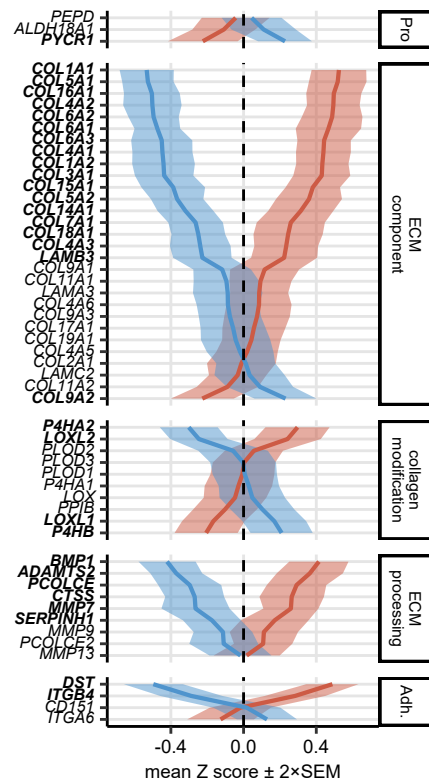 PEPD
ALDH18A1
PYCR1
Pro
COL1A1
COL5A1
COL16A1
COL4A2
COL6A2
COL6A1
COL6A3
COL4A1
COL1A2
COL3A1
COL15A1
COL5A2
COL14A1
COL7A1
COL18A1
COL4A3
LAMB3
COL9A1
COL11A1
LAMA3
COL4A6
COL9A3
COL17A1
COL19A1
COL4A5
COL2A1
LAMC2
COL11A2
COL9A2
ECM
component
P4HA2
LOXL2
PLOD2
PLOD3
PLOD1
P4HA1
LOX
PPIB
LOXL1
P4HB
collagen
modification
BMP1
ADAMTS2
PCOLCE
CTSS
MMP7
SERPINH1
MMP9
PCOLCE2
MMP13
ECM
processing
DST
ITGB4
CD151
ITGA6
Adh.
-0.4 0.0 0.4
mean Z score ± 2×SEM